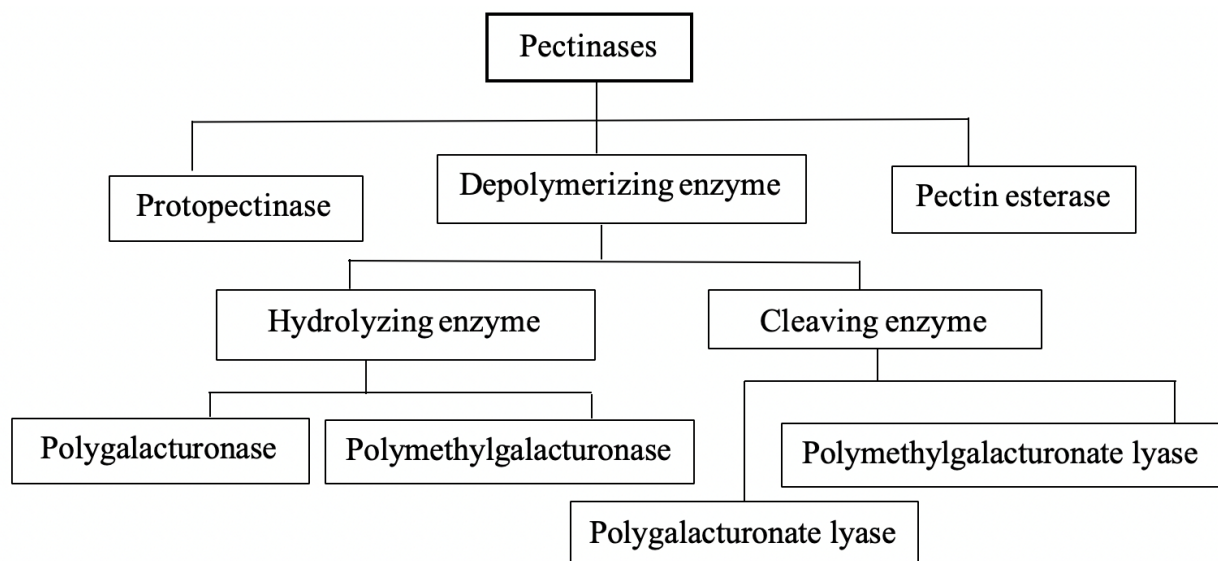 Pectinases
Protopectinase
Depolymerizing enzyme
Pectin esterase
Hydrolyzing enzyme
Cleaving enzyme
Polygalacturonase
Polymethylgalacturonase
Polymethylgalacturonate lyase
Polygalacturonate lyase